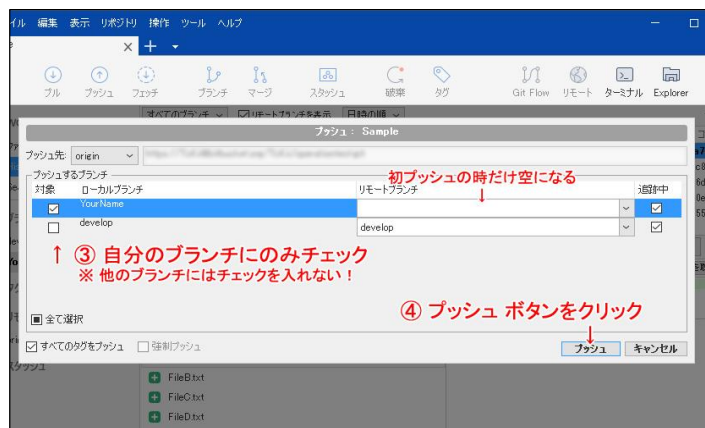 イル 編集 表示 リポジトリ 操作 ツール ヘルプ
プル プッシュ フェッチ ブランチ マージ スタッシュ 破棄 タグ Git Flow リモート ターミナル Explorer
すべてのブランチ リモートブランチを表示 日時の順
プッシュ : Sample
プッシュ先: origin
プッシュするブランチ
対象 ローカルブランチ リモートブランチ 追跡中
初プッシュの時だけ空になる
YourName
develop develop
↑ ③ 自分のブランチにのみチェック
※ 他のブランチにはチェックを入れない！
④ プッシュ ボタンをクリック
全て選択
すべてのタグをプッシュ 強制プッシュ プッシュ キャンセル
FileB.txt
FileC.txt
FileD.txt